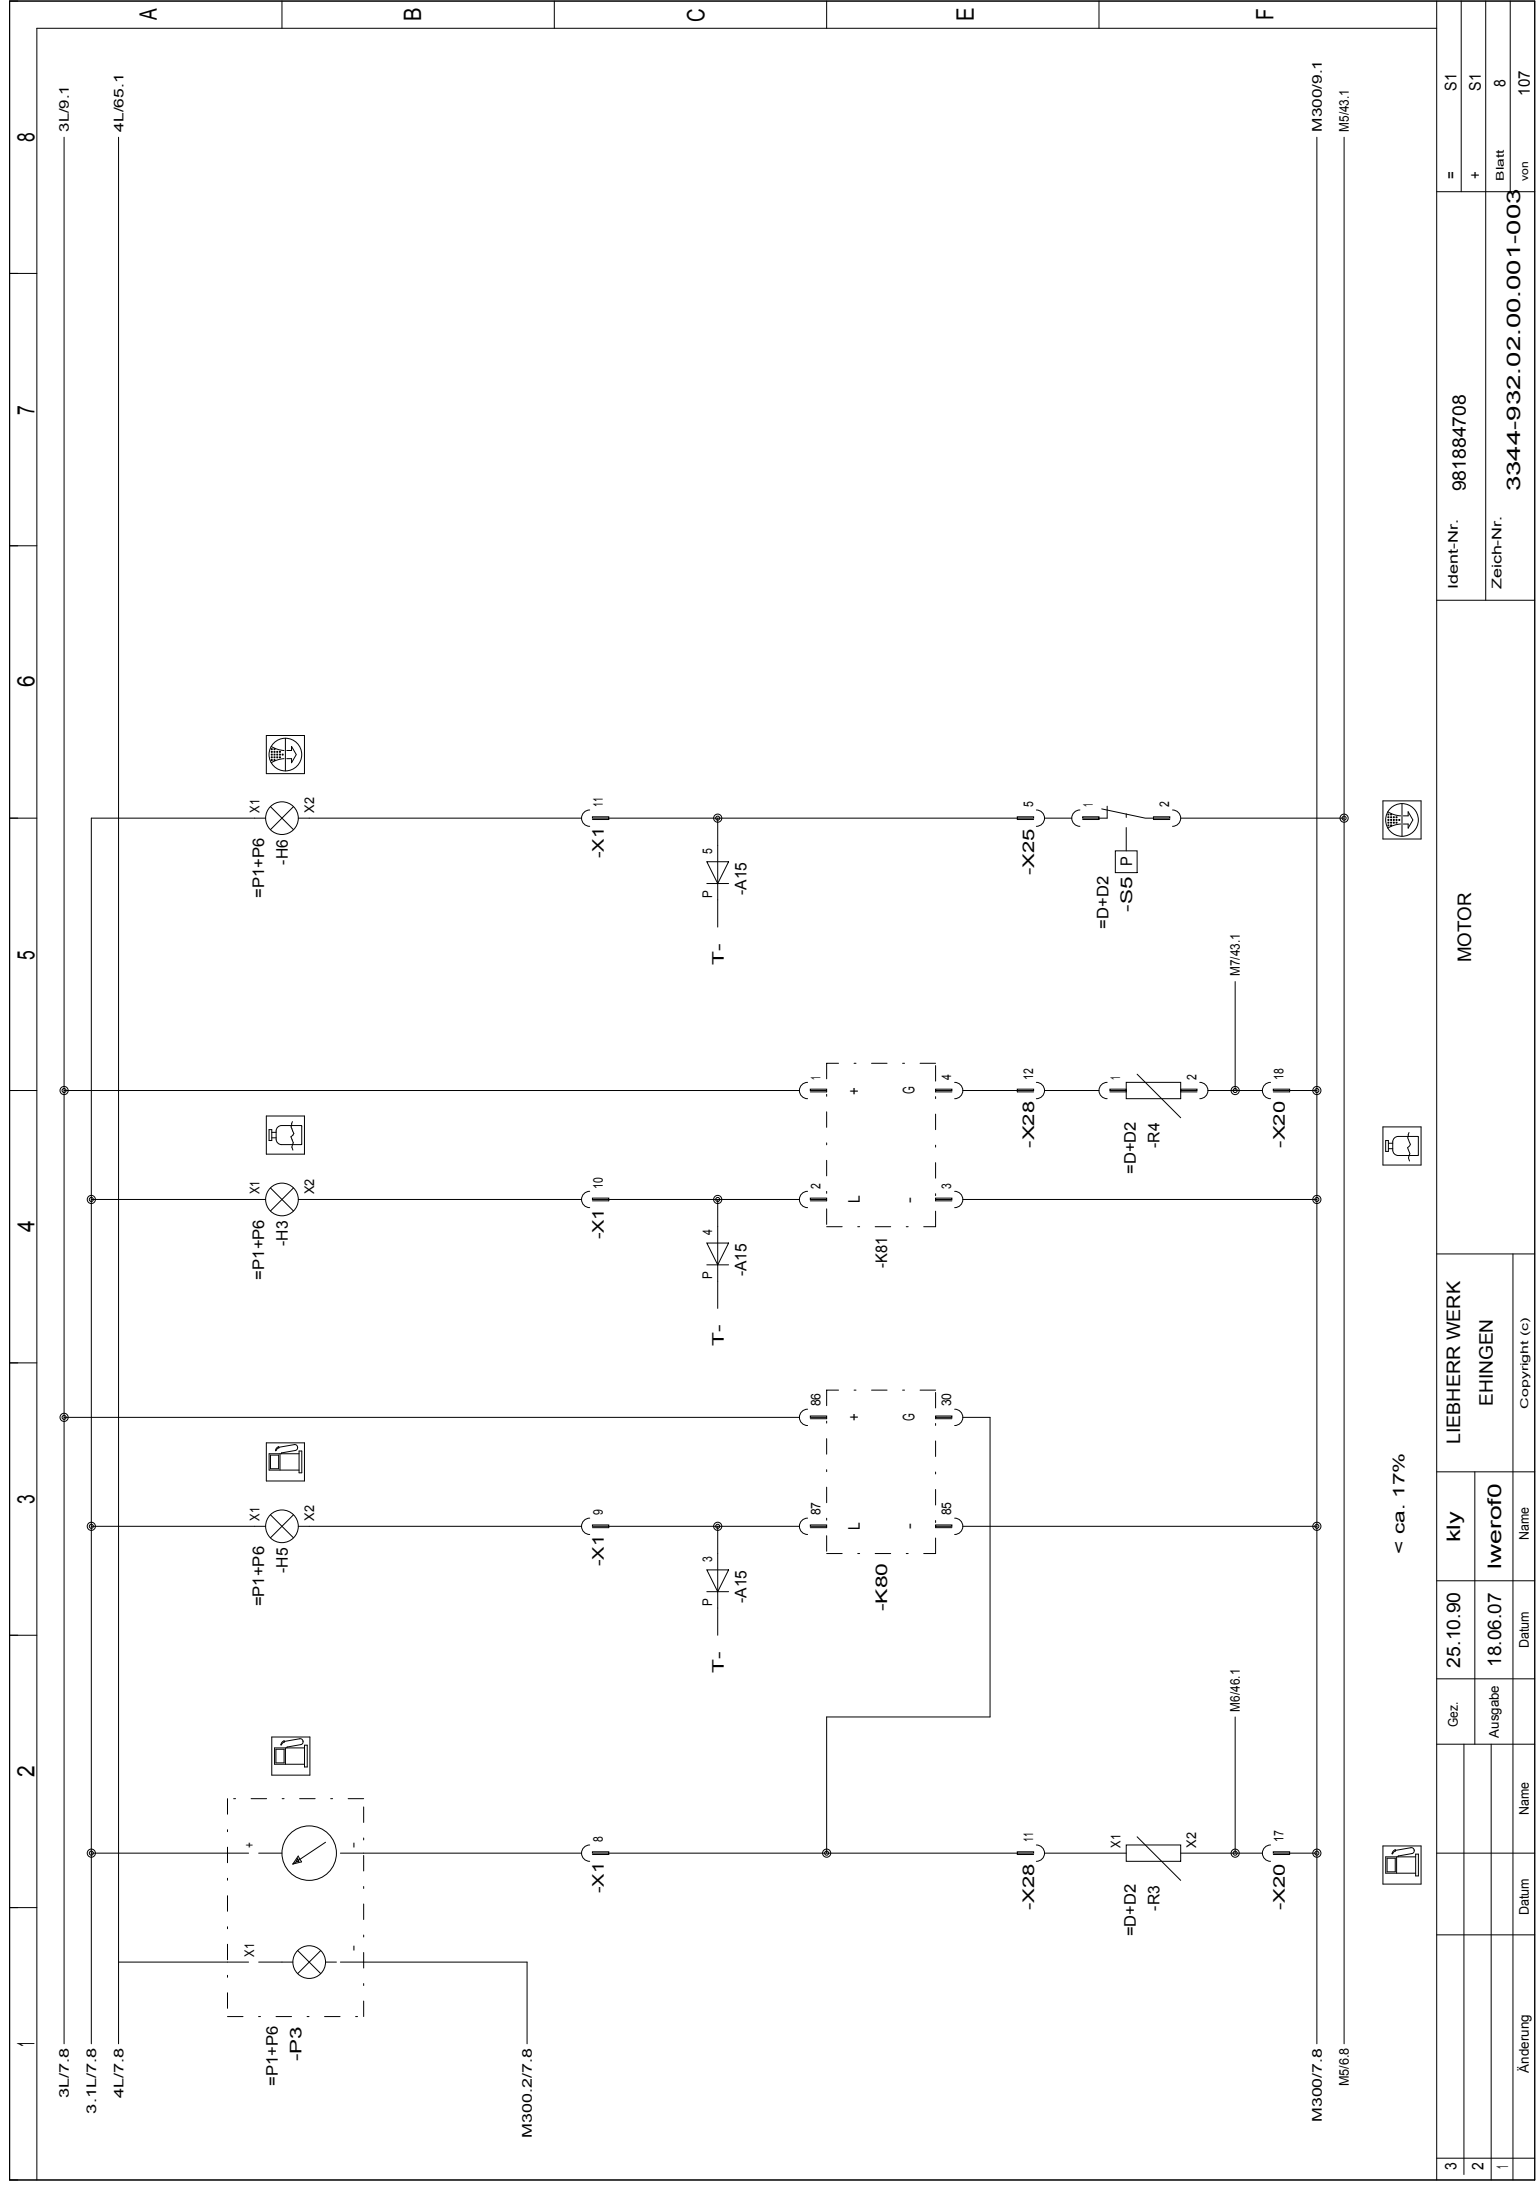 1 2 3 4 5 6 7 8
A
B
C
E
F
3L/7.8
3L/9.1
3.1L/7.8
4L/7.8
4L/65.1
=P1+P6
-P3
X1
-
+
-
=P1+P6
-H5
X1
X2
=P1+P6
-H3
X1
X2
=P1+P6
-H6
X1
X2
M300.2/7.8
-X1 8
-X1 9
-X1 10
-X1 11
T-
P 3
-A15
T-
P 4
-A15
T-
P 5
-A15
-K80
87
86
L
+
-
G
85
30
-K81
2
1
L
+
-
G
3
4
-X28 11
-X28 12
-X25 5
=D+D2
-R3
X1
X2
=D+D2
-R4
1
2
=D+D2
-S5 P
1
2
M6/46.1
M7/43.1
-X20 17
-X20 18
M300/7.8
M300/9.1
M5/6.8
M5/43.1
< ca. 17%
3
2
1
Änderung
Datum
Name
Gez. 25.10.90 kly
Ausgabe 18.06.07 lwerof0
Datum Name
LIEBHERR WERK
EHINGEN
Copyright (c)
MOTOR
Ident-Nr. 981884708
Zeich-Nr. 3344-932.02.00.001-003
= S1
+ S1
Blatt 8
von 107